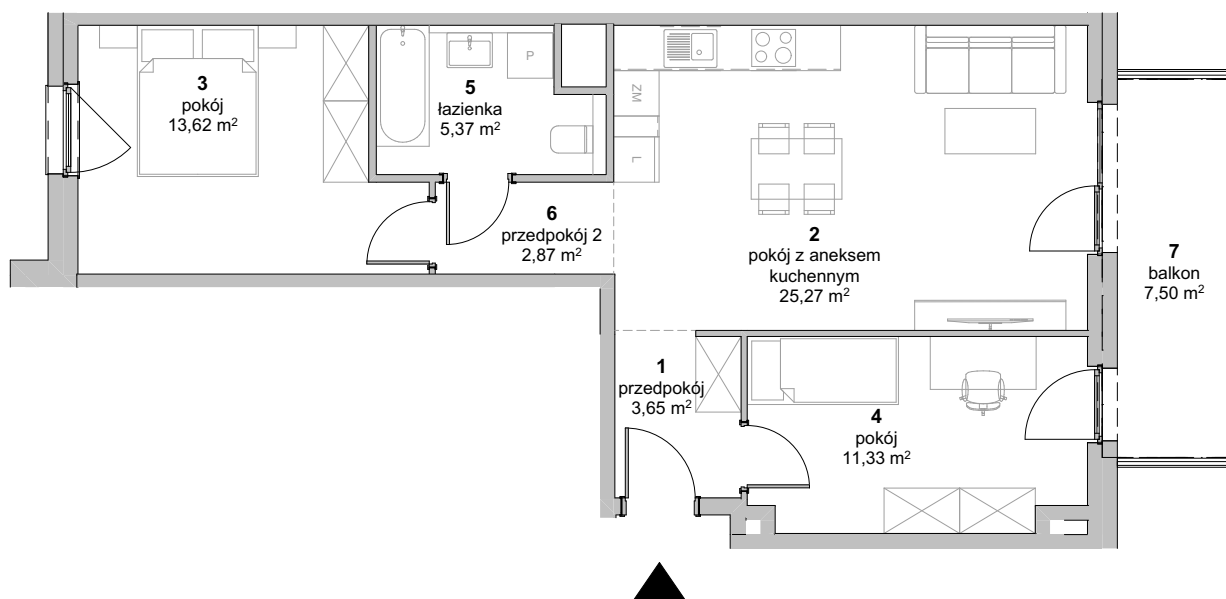 3
pokój
13,62 m²
5
łazienka
5,37 m²
P
ZM
L
6
przedpokój 2
2,87 m²
2
pokój z aneksem
kuchennym
25,27 m²
7
balkon
7,50 m²
1
przedpokój
3,65 m²
4
pokój
11,33 m²